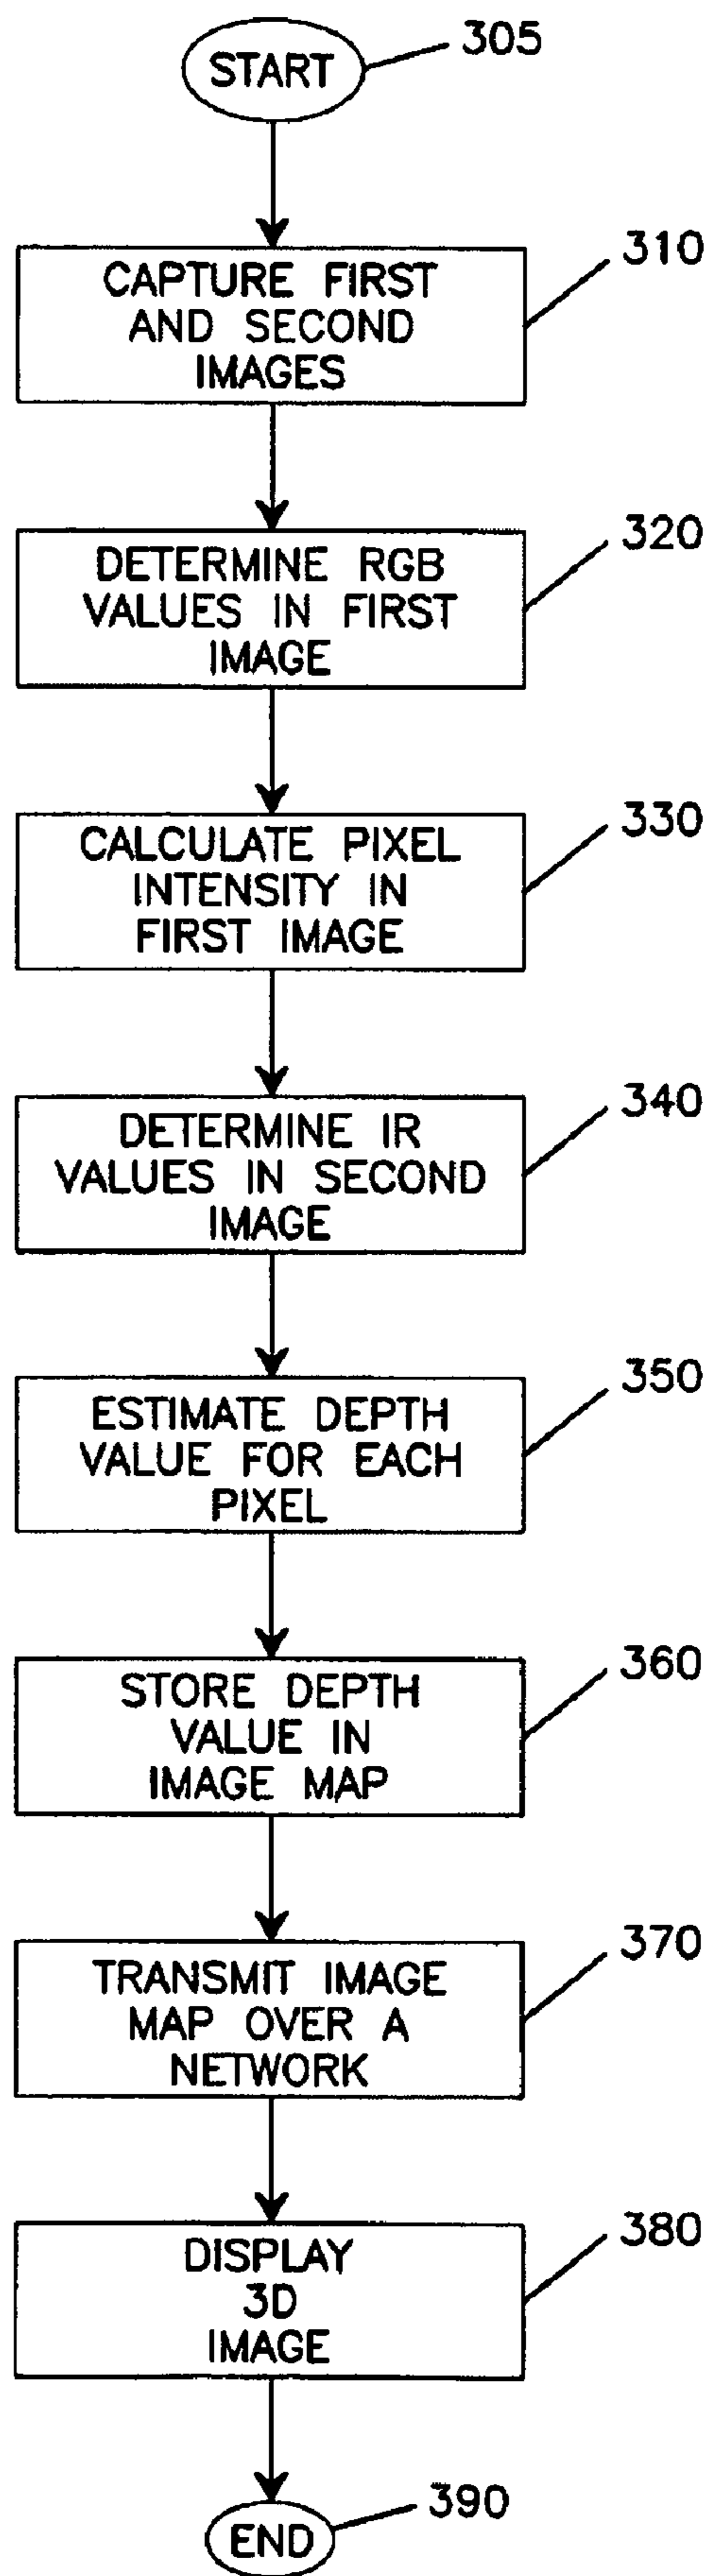 START
305
CAPTURE FIRST
AND SECOND
IMAGES
310
DETERMINE RGB
VALUES IN FIRST
IMAGE
320
CALCULATE PIXEL
INTENSITY IN
FIRST IMAGE
330
DETERMINE IR
VALUES IN SECOND
IMAGE
340
ESTIMATE DEPTH
VALUE FOR EACH
PIXEL
350
STORE DEPTH
VALUE IN
IMAGE MAP
360
TRANSMIT IMAGE
MAP OVER A
NETWORK
370
DISPLAY
3D
IMAGE
380
END
390